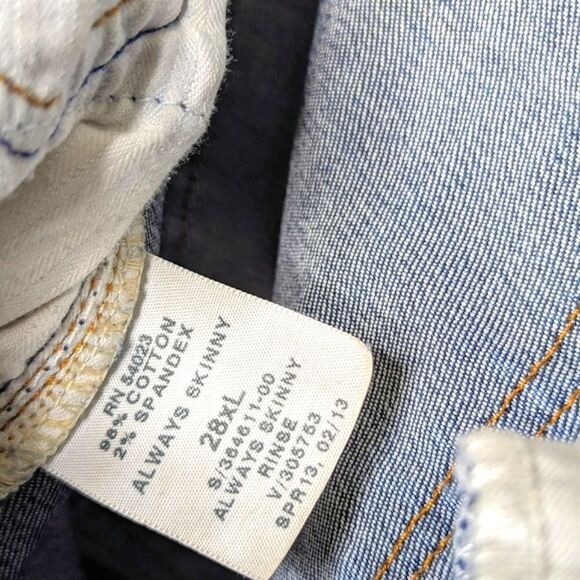 RN 54023
98% COTTON
2% SPANDEX
ALWAYS SKINNY
28xL
S/364611-00
ALWAYS SKINNY
RINSE
V/305753
SPR13, 02/13